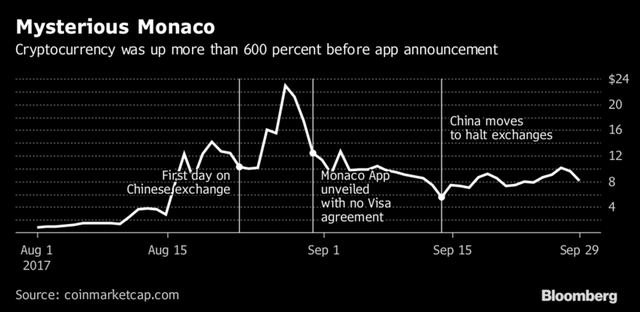 Mysterious Monaco
Cryptocurrency was up more than 600 percent before app announcement
$24
20
16
12
8
4
First day on
Chinese exchange
Monaco App
unveiled
with no Visa
agreement
China moves
to halt exchanges
Aug 1
2017
Aug 15
Sep 1
Sep 15
Sep 29
Source: coinmarketcap.com
Bloomberg